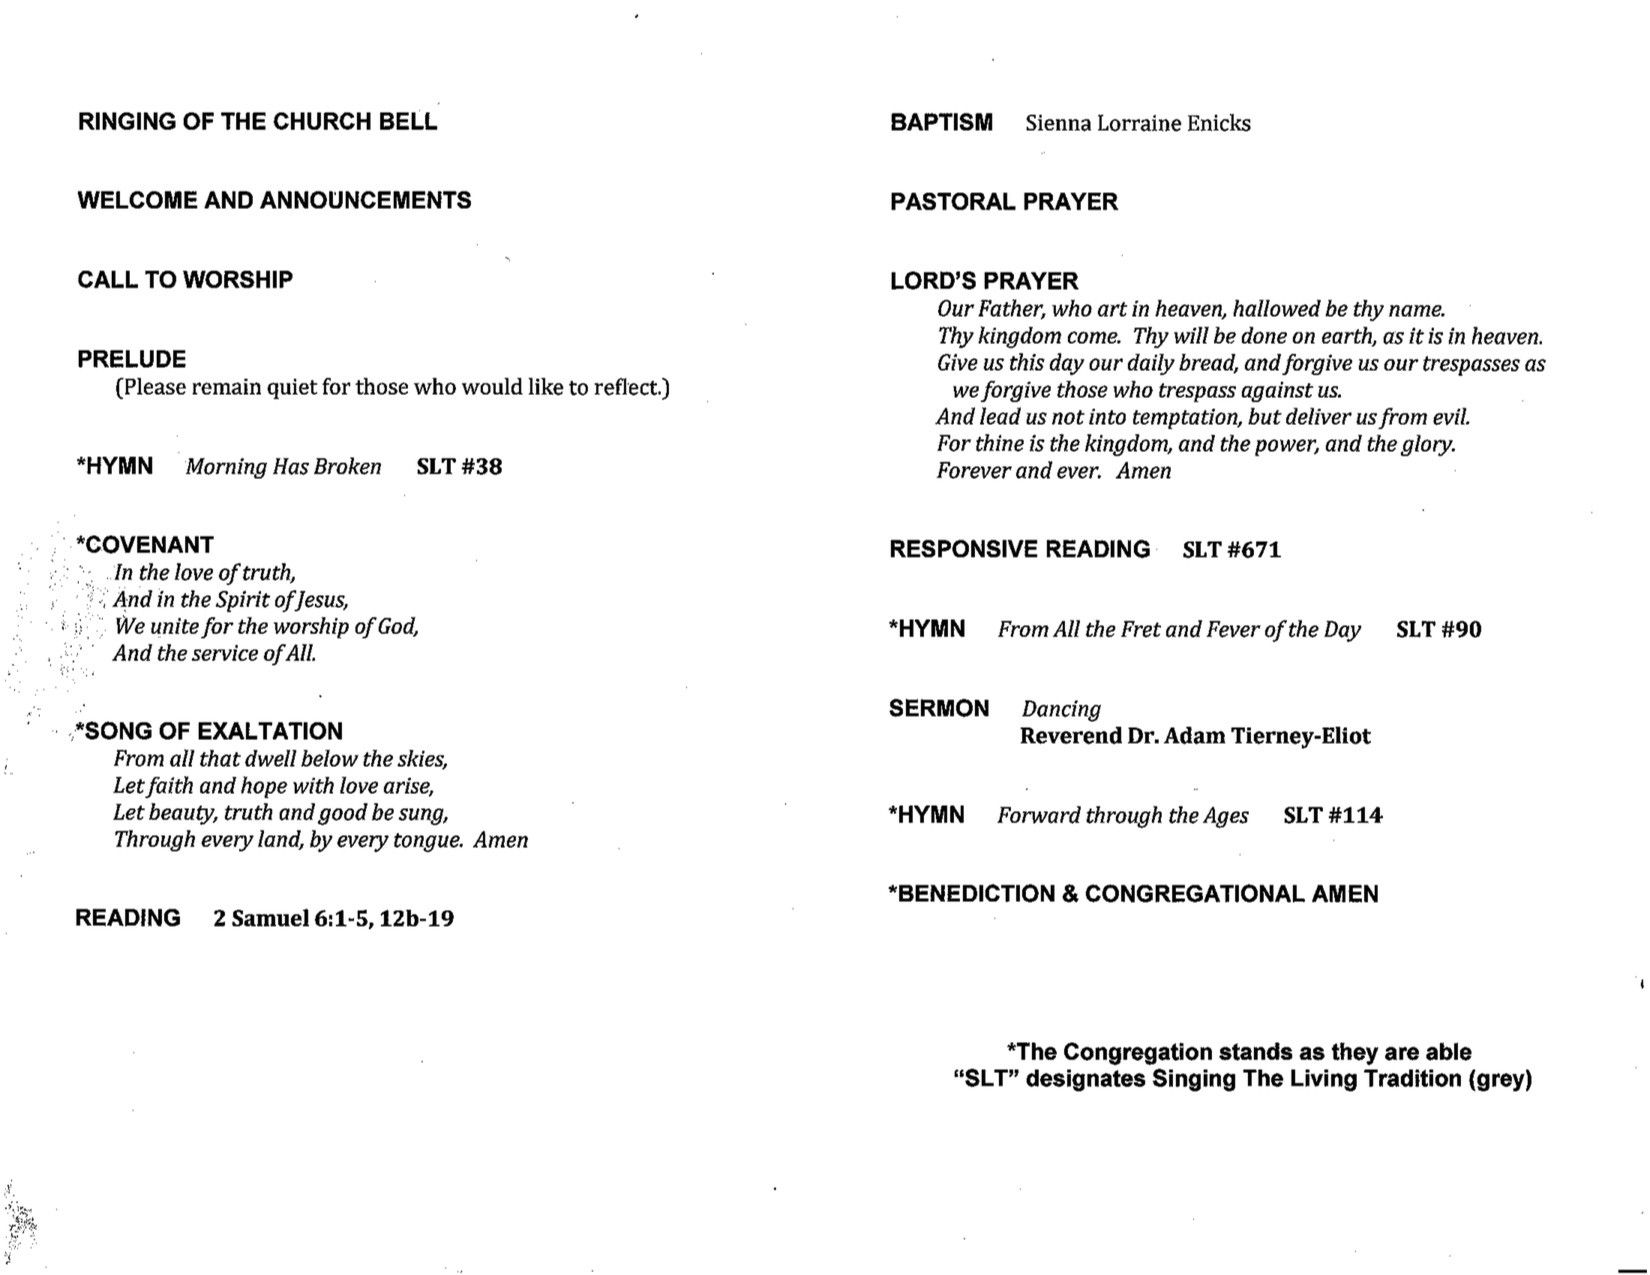 RINGING OF THE CHURCH BELL
WELCOME AND ANNOUNCEMENTS
CALL TO WORSHIP
PRELUDE
(Please remain quiet for those who would like to reflect.)
*HYMN Morning Has Broken SLT #38
*COVENANT
In the love of truth,
And in the Spirit of Jesus,
We unite for the worship of God,
And the service of All.
*SONG OF EXALTATION
From all that dwell below the skies,
Let faith and hope with love arise,
Let beauty, truth and good be sung,
Through every land, by every tongue. Amen
READING 2 Samuel 6:1-5, 12b-19
BAPTISM Sienna Lorraine Enicks
PASTORAL PRAYER
LORD'S PRAYER
Our Father, who art in heaven, hallowed be thy name.
Thy kingdom come. Thy will be done on earth, as it is in heaven.
Give us this day our daily bread, and forgive us our trespasses as
we forgive those who trespass against us.
And lead us not into temptation, but deliver us from evil.
For thine is the kingdom, and the power, and the glory.
Forever and ever. Amen
RESPONSIVE READING SLT #671
*HYMN From All the Fret and Fever of the Day SLT #90
SERMON Dancing
Reverend Dr. Adam Tierney-Eliot
*HYMN Forward through the Ages SLT #114
*BENEDICTION & CONGREGATIONAL AMEN
*The Congregation stands as they are able
“SLT” designates Singing The Living Tradition (grey)